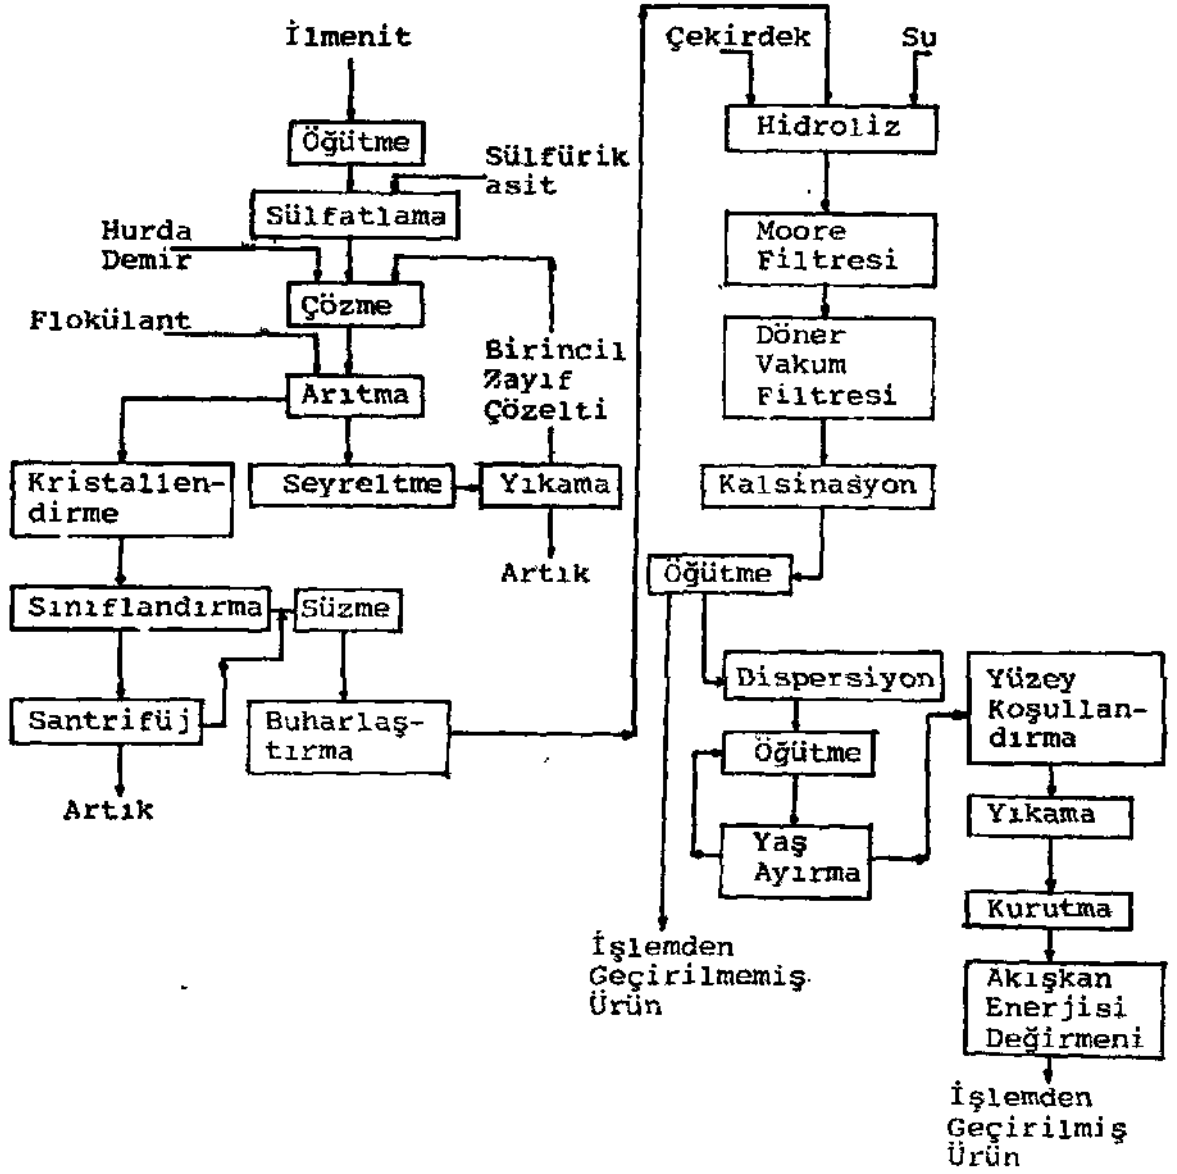 İlmenit
Öğütme
Sülfürik
asit
Sülfatlama
Hurda
Demir
Çözme
Flokülant
Birincil
Zayıf
Çözelti
Arıtma
Kristallen-
dirme
Seyreltme
Yıkama
Artık
Sınıflandırma
Süzme
Santrifüj
Buharlaş-
tırma
Artık
Çekirdek
Su
Hidroliz
Moore
Filtresi
Döner
Vakum
Filtresi
Kalsinasyon
Öğütme
Dispersiyon
Öğütme
Yaş
Ayırma
İşlemden
Geçirilmemiş
Ürün
Yüzey
Koşullan-
dırma
Yıkama
Kurutma
Akışkan
Enerjisi
Değirmeni
İşlemden
Geçirilmiş
Ürün